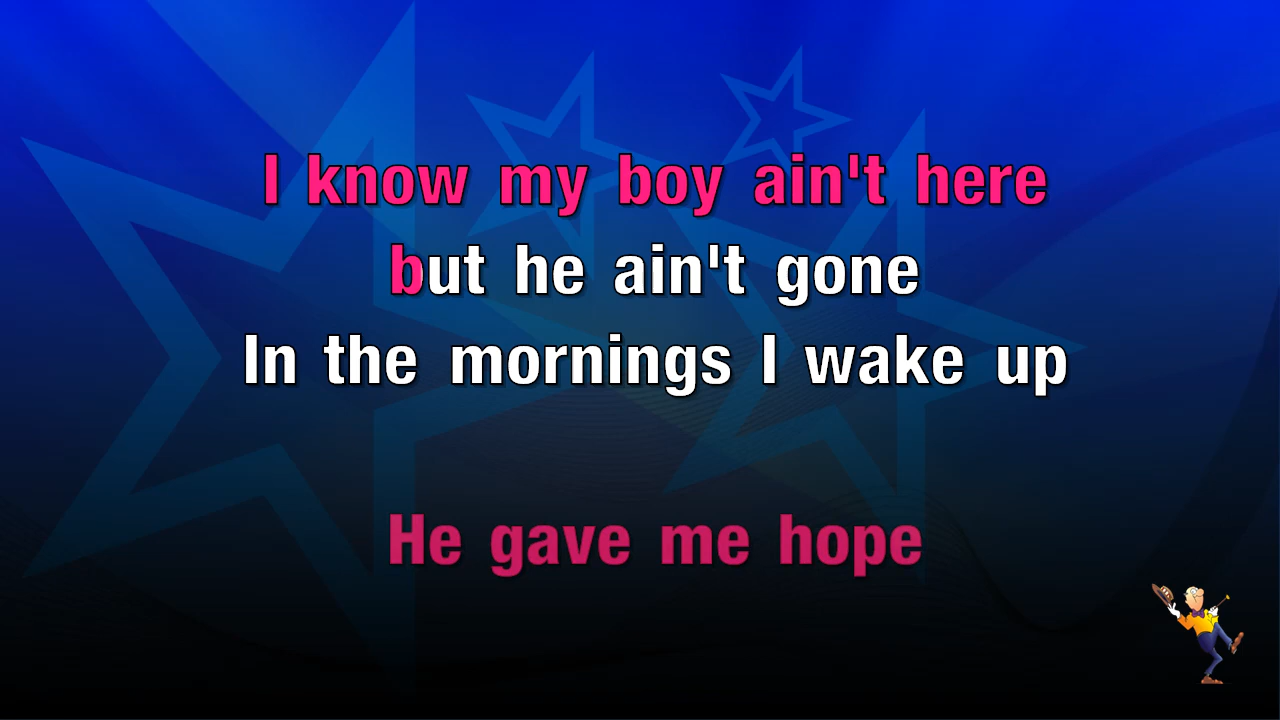 I know my boy ain't here
but he ain't gone
In the mornings I wake up
He gave me hope